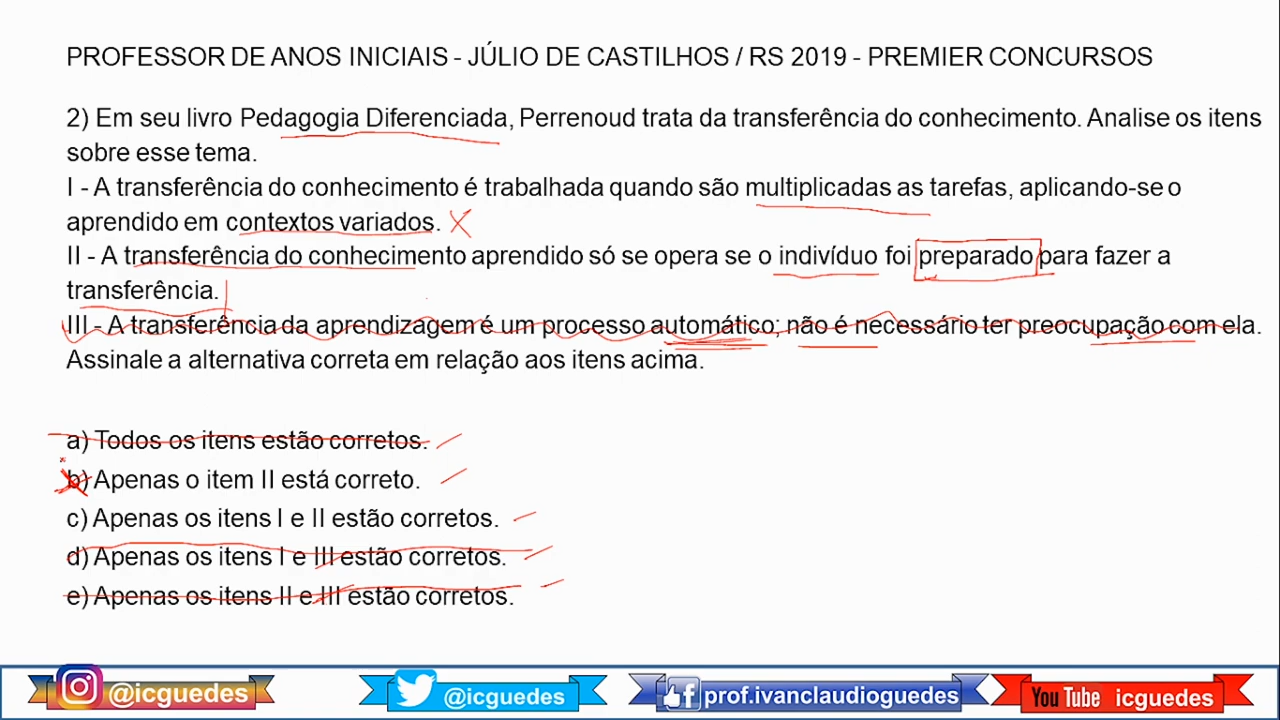 PROFESSOR DE ANOS INICIAIS - JÚLIO DE CASTILHOS / RS 2019 - PREMIER CONCURSOS
2) Em seu livro Pedagogia Diferenciada, Perrenoud trata da transferência do conhecimento. Analise os itens
sobre esse tema.
I - A transferência do conhecimento é trabalhada quando são multiplicadas as tarefas, aplicando-se o
aprendido em contextos variados.
II - A transferência do conhecimento aprendido só se opera se o indivíduo foi preparado para fazer a
transferência.
III - A transferência da aprendizagem é um processo automático; não é necessário ter preocupação com ela.
Assinale a alternativa correta em relação aos itens acima.
a) Todos os itens estão corretos.
b) Apenas o item II está correto.
c) Apenas os itens I e II estão corretos.
d) Apenas os itens I e III estão corretos.
e) Apenas os itens II e III estão corretos.
@icguedes @icguedes prof.ivanclaudioguedes You Tube icguedes